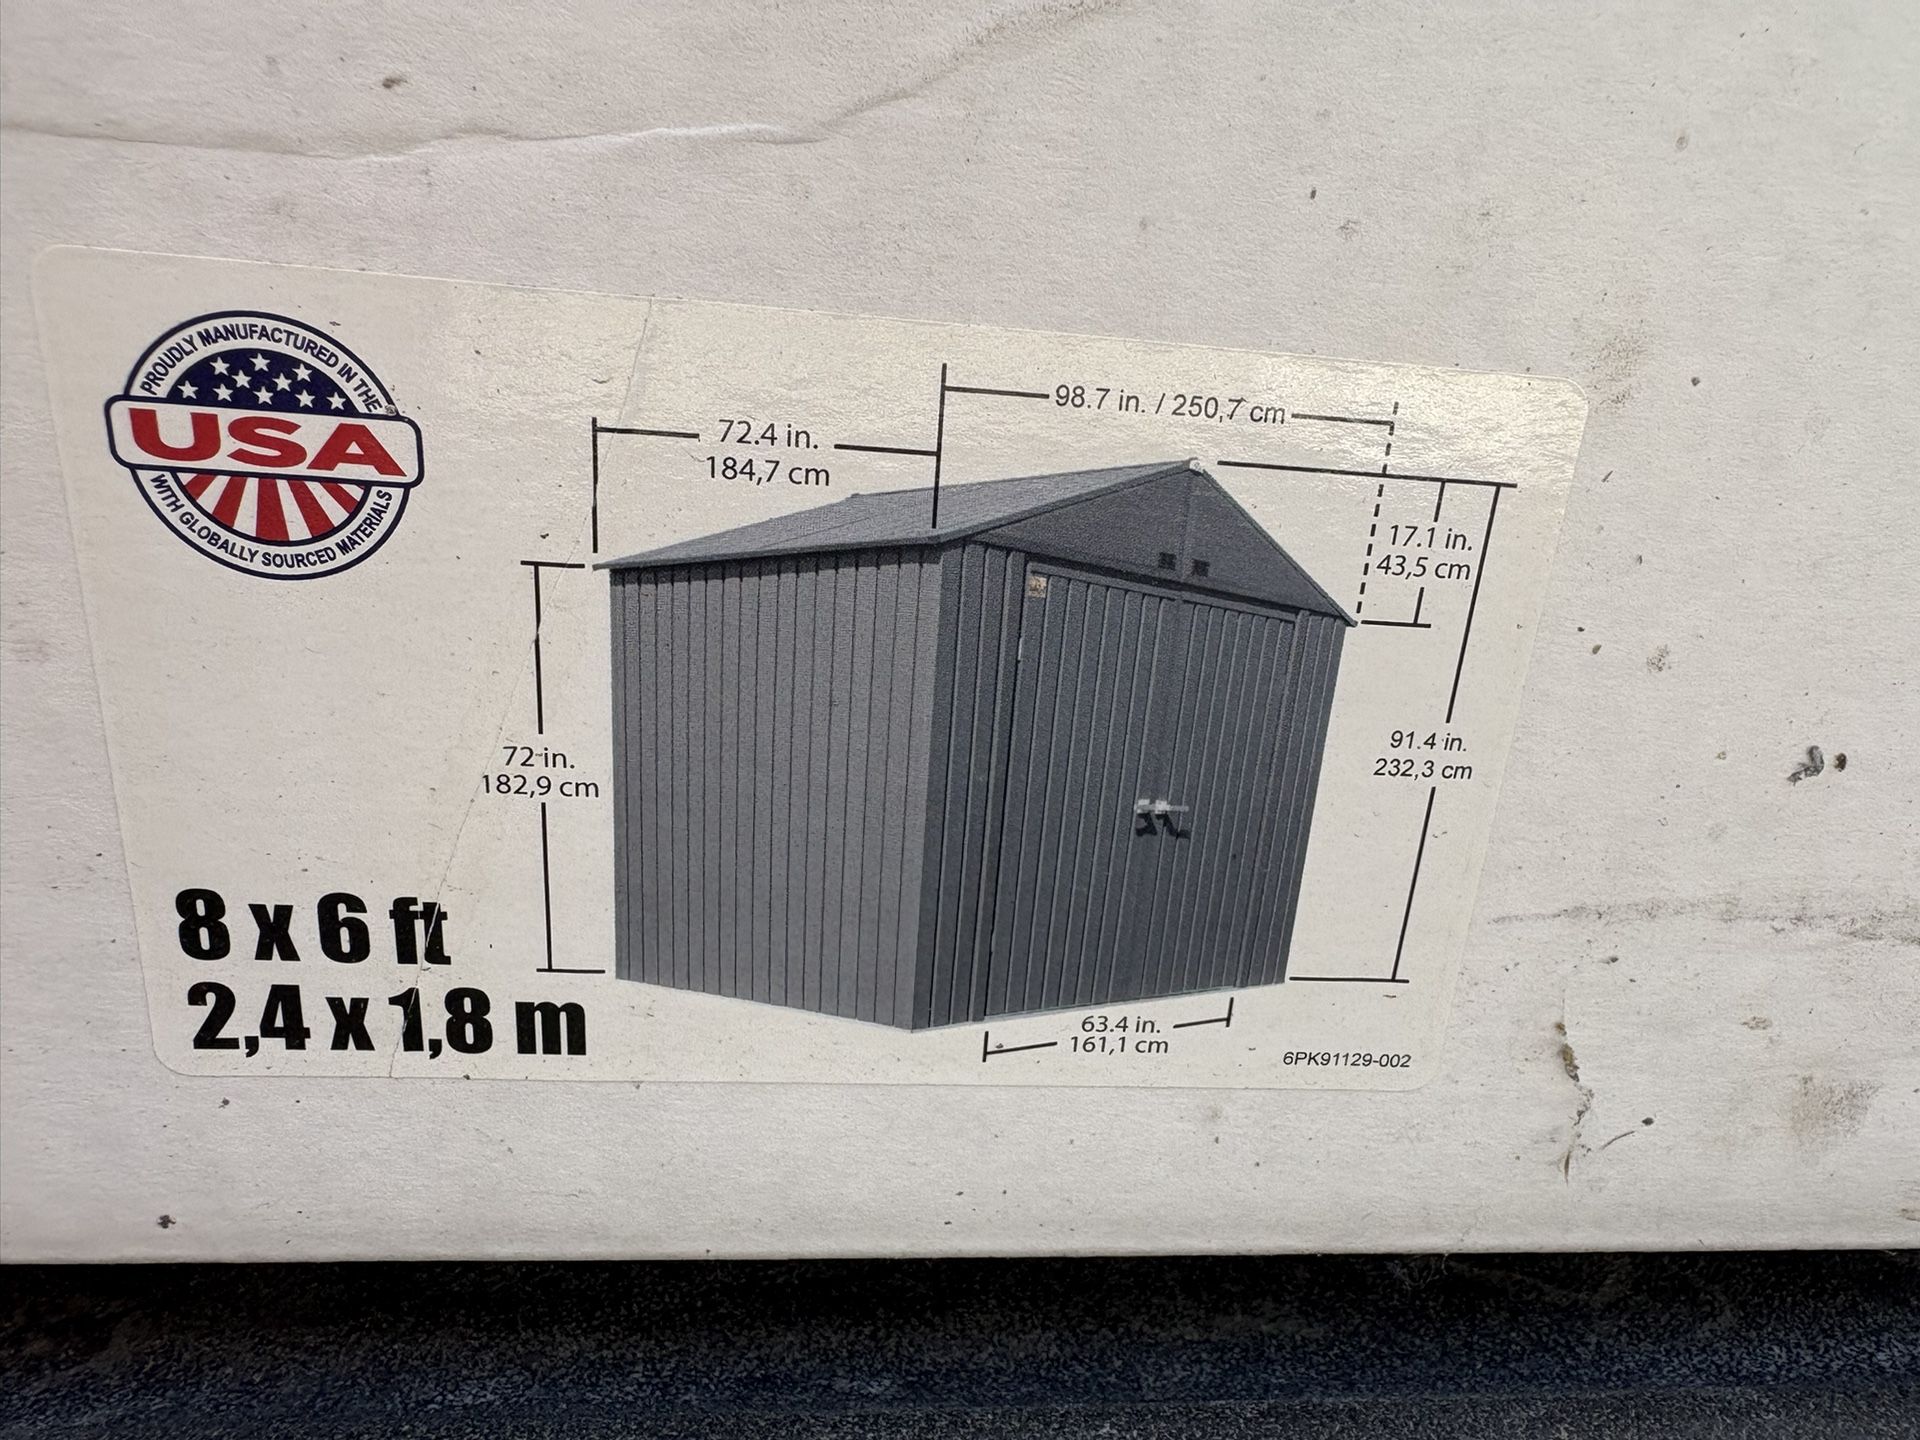 PROUDLY MANUFACTURED IN THE
USA
WITH GLOBALLY SOURCED MATERIALS
98.7 in. / 250,7 cm
72.4 in.
184,7 cm
17.1 in.
43,5 cm
72 in.
182,9 cm
91.4 in.
232,3 cm
8 x 6 ft
2,4 x 1,8 m
63.4 in.
161,1 cm
6PK91129-002